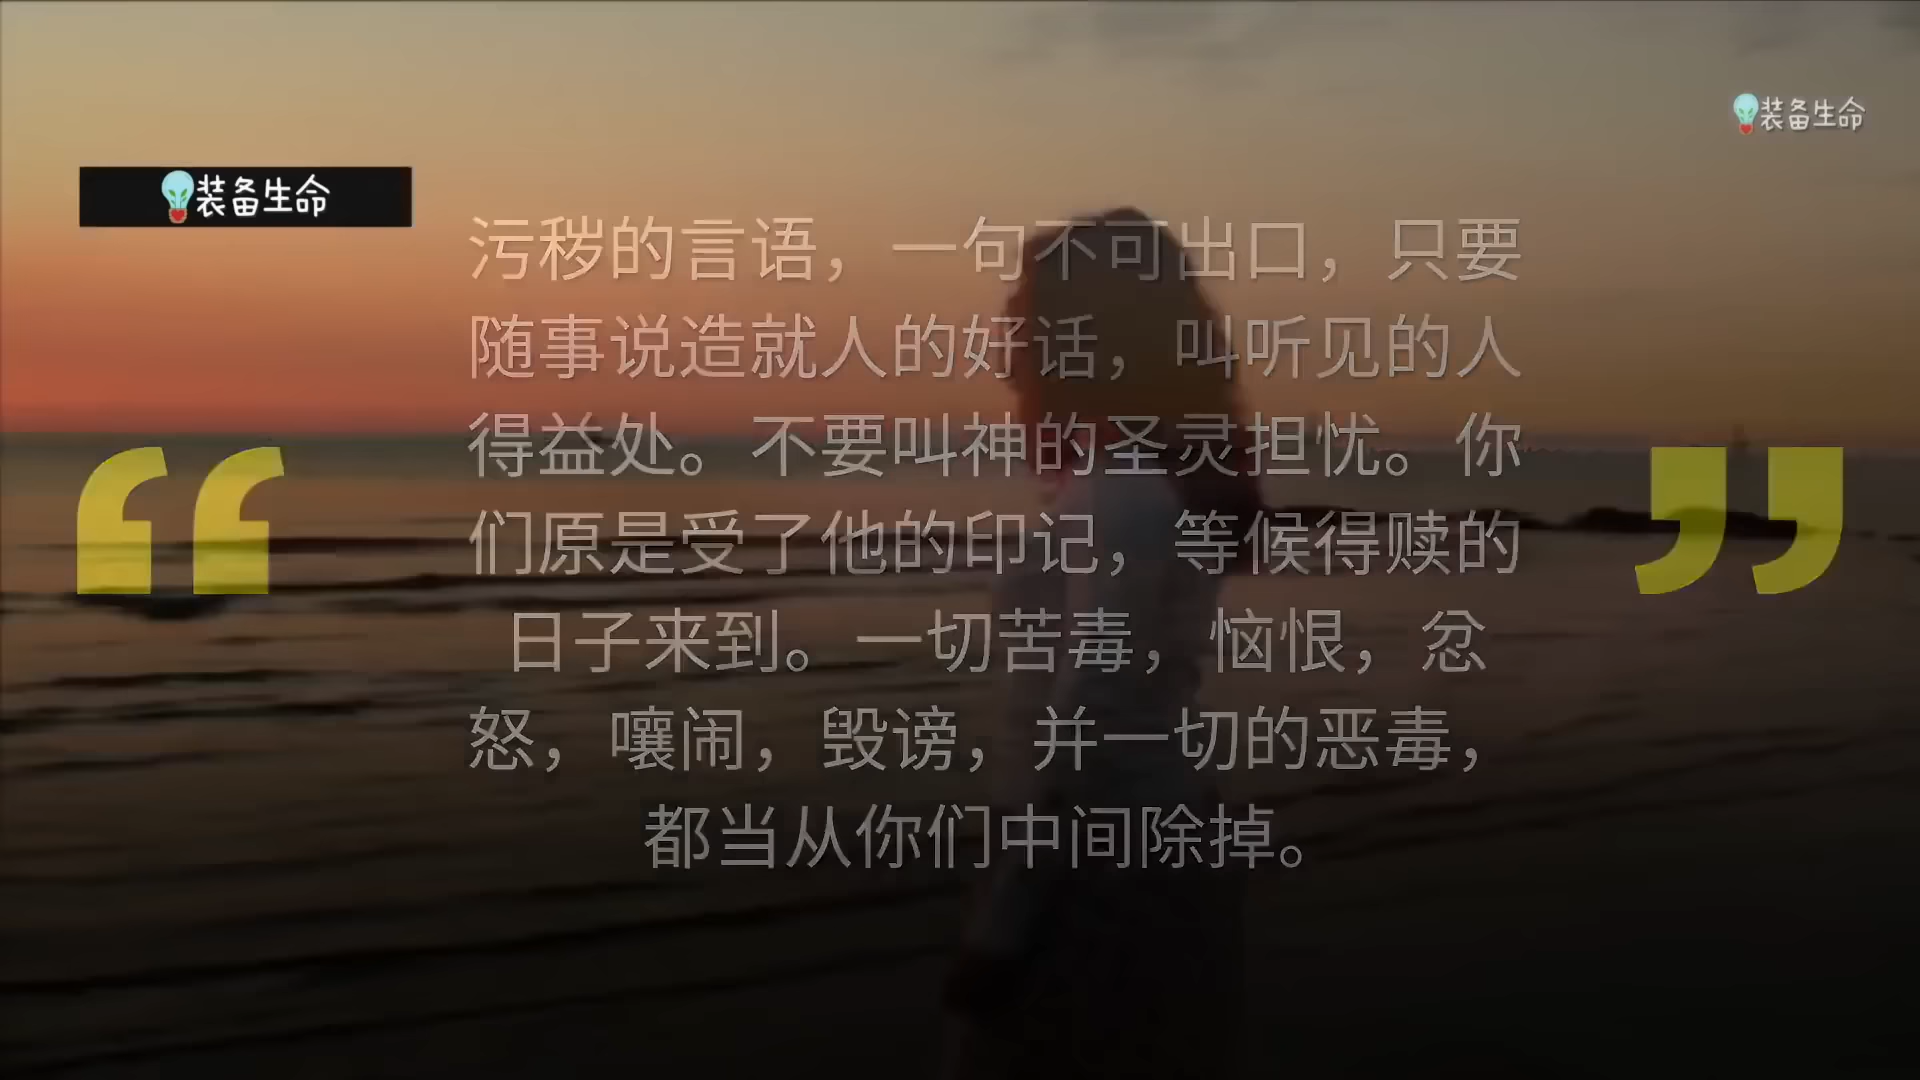 装备生命
装备生命
污秽的言语，一句不可出口，只要
随事说造就人的好话，叫听见的人
得益处。不要叫神的圣灵担忧。你
们原是受了他的印记，等候得赎的
日子来到。一切苦毒，恼恨，忿
怒，嚷闹，毁谤，并一切的恶毒，
都当从你们中间除掉。